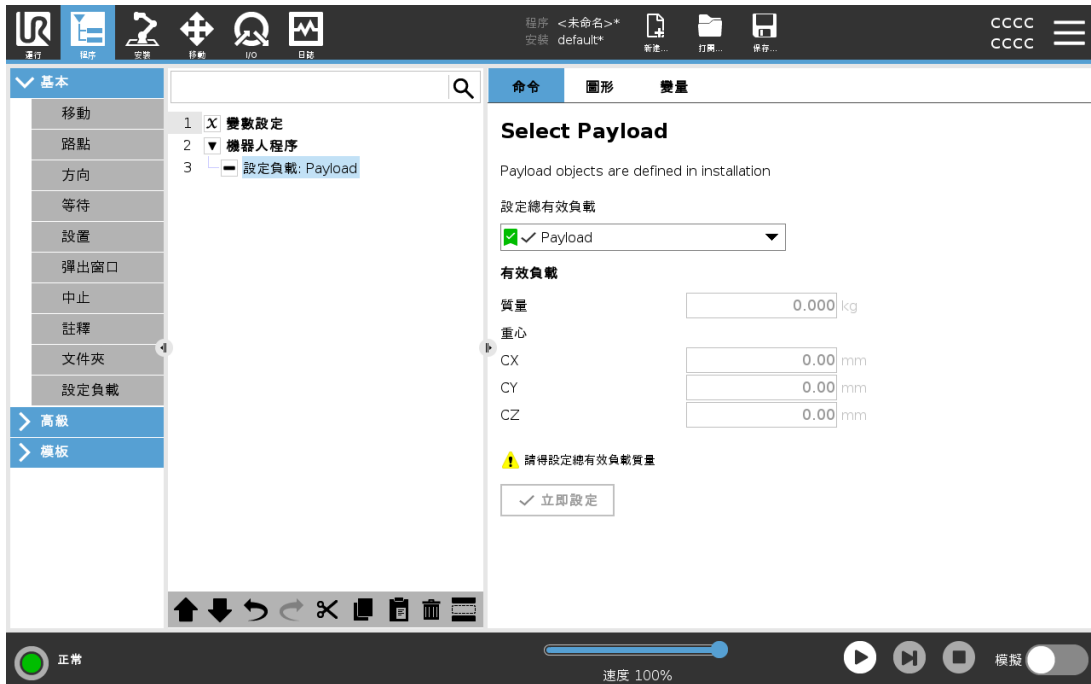 UR
運行
程序
安裝
移動
I/O
日誌
程序 <未命名>*
安裝 default*
新建...
打開...
保存...
CCCC
CCCC
基本
移動
路點
方向
等待
設置
彈出窗口
中止
註釋
文件夾
設定負載
高級
模板
1 X 變數設定
2 ▼ 機器人程序
3 設定負載: Payload
命令
圖形
變量
Select Payload
Payload objects are defined in installation
設定總有效負載
Payload
有效負載
質量 0.000 kg
重心
CX 0.00 mm
CY 0.00 mm
CZ 0.00 mm
請得設定總有效負載質量
立即設定
正常
速度 100%
模擬